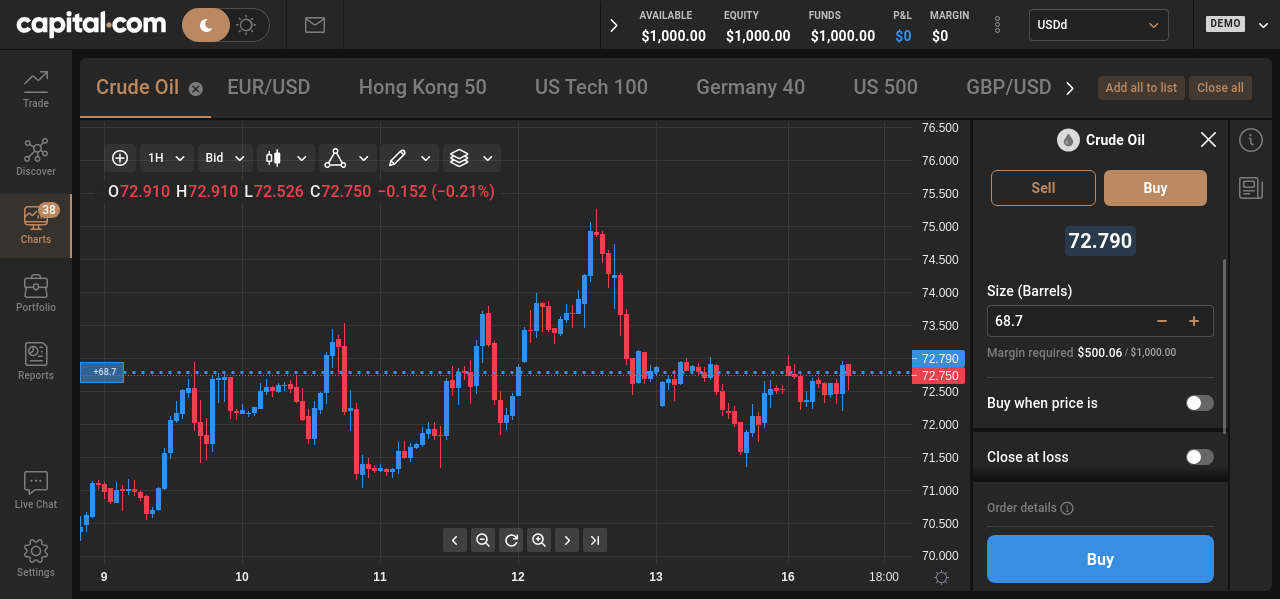 capital.com
AVAILABLE EQUITY FUNDS P&L MARGIN
$1,000.00 $1,000.00 $1,000.00 $0 $0
USDd
DEMO
Trade
Discover
38
Charts
Portfolio
Reports
Live Chat
Settings
Crude Oil EUR/USD Hong Kong 50 US Tech 100 Germany 40 US 500 GBP/USD
Add all to list Close all
1H Bid
O72.910 H72.910 L72.526 C72.750 −0.152 (−0.21%)
+68.7
76.500
76.000
75.500
75.000
74.500
74.000
73.500
72.790
72.750
72.500
72.000
71.500
71.000
70.500
70.000
9 10 11 12 13 16 18:00
Crude Oil
Sell Buy
72.790
Size (Barrels)
68.7
Margin required $500.06 / $1,000.00
Buy when price is
Close at loss
Order details
Buy